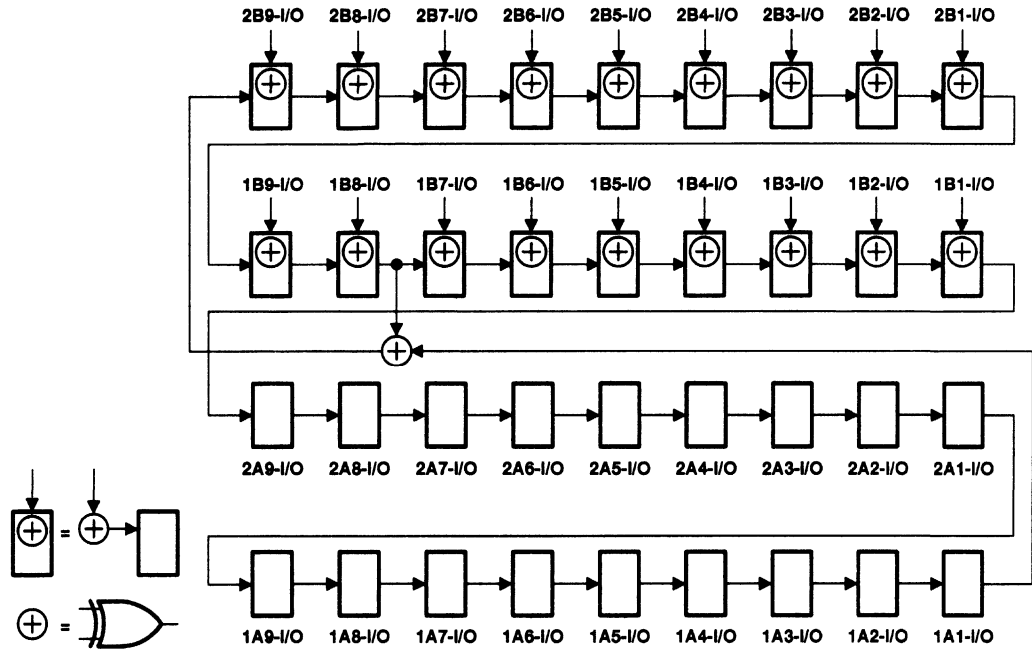 2B9-I/O 2B8-I/O 2B7-I/O 2B6-I/O 2B5-I/O 2B4-I/O 2B3-I/O 2B2-I/O 2B1-I/O
1B9-I/O 1B8-I/O 1B7-I/O 1B6-I/O 1B5-I/O 1B4-I/O 1B3-I/O 1B2-I/O 1B1-I/O
2A9-I/O 2A8-I/O 2A7-I/O 2A6-I/O 2A5-I/O 2A4-I/O 2A3-I/O 2A2-I/O 2A1-I/O
=
=
1A9-I/O 1A8-I/O 1A7-I/O 1A6-I/O 1A5-I/O 1A4-I/O 1A3-I/O 1A2-I/O 1A1-I/O